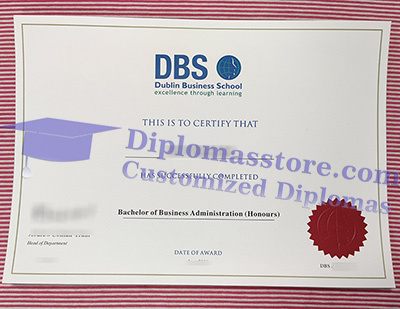 DBS
Dublin Business School
excellence through learning
THIS IS TO CERTIFY THAT
Diplomasstore.com
HAS SUCCESSFULLY COMPLETED
Customized Diplomas
Bachelor of Business Administration (Honours)
Head of Department
DATE OF AWARD
DBS